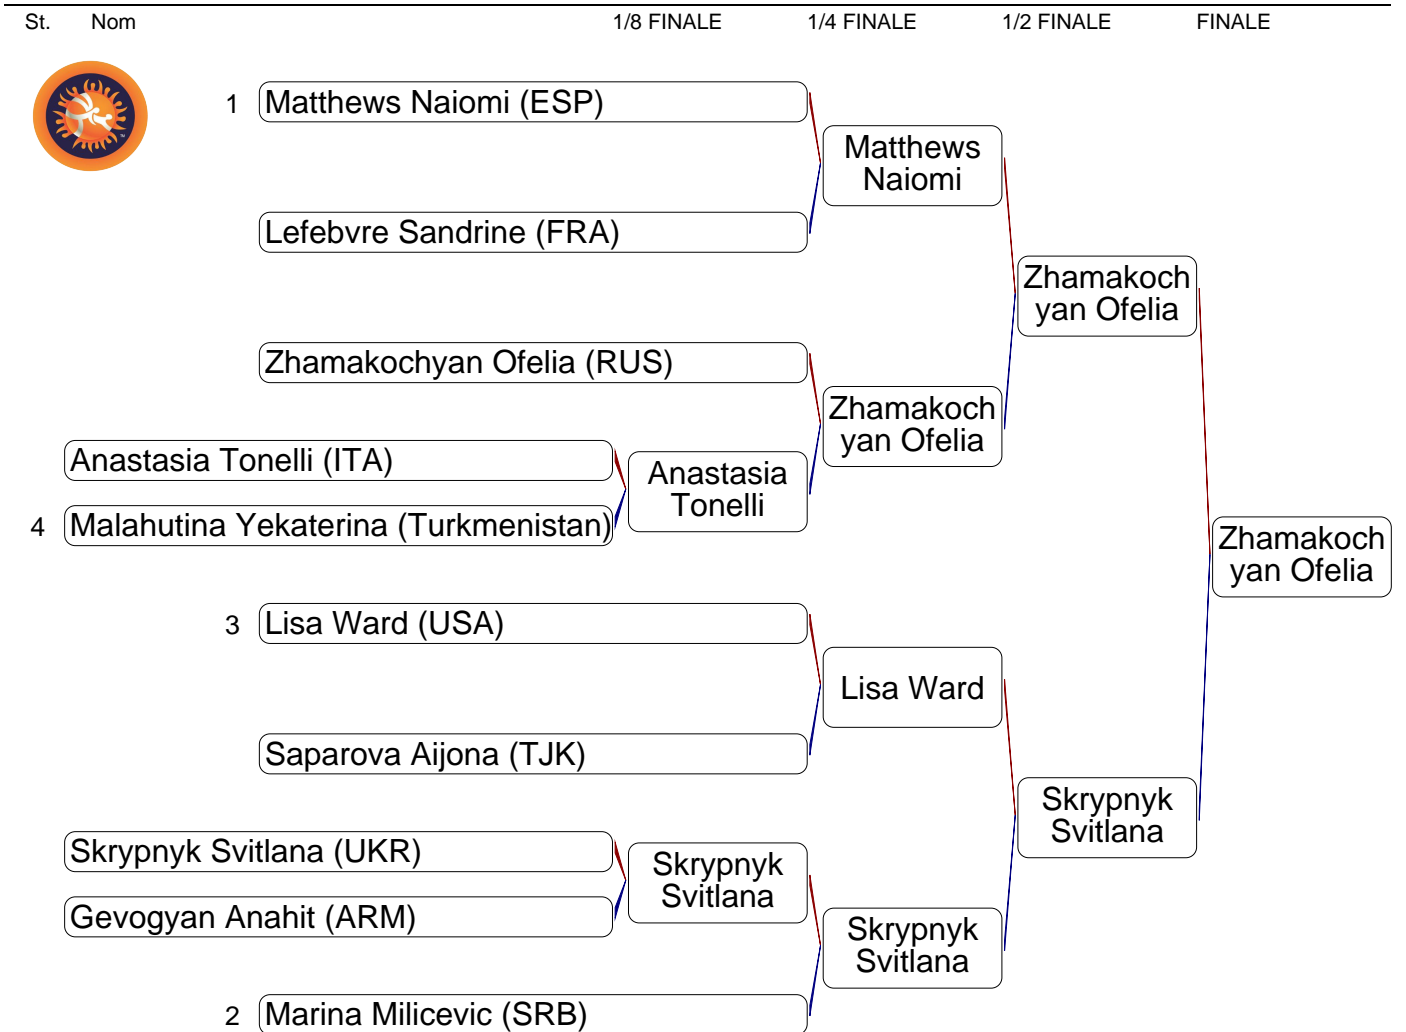 St. Nom 1/8 FINALE 1/4 FINALE 1/2 FINALE FINALE
1 Matthews Naiomi (ESP)
Matthews
Naiomi
Lefebvre Sandrine (FRA)
Zhamakoch
yan Ofelia
Zhamakochyan Ofelia (RUS)
Zhamakoch
yan Ofelia
Anastasia Tonelli (ITA)
Anastasia
Tonelli
4 Malahutina Yekaterina (Turkmenistan)
Zhamakoch
yan Ofelia
3 Lisa Ward (USA)
Lisa Ward
Saparova Aijona (TJK)
Skrypnyk
Svitlana
Skrypnyk Svitlana (UKR)
Skrypnyk
Svitlana
Gevogyan Anahit (ARM)
Skrypnyk
Svitlana
2 Marina Milicevic (SRB)